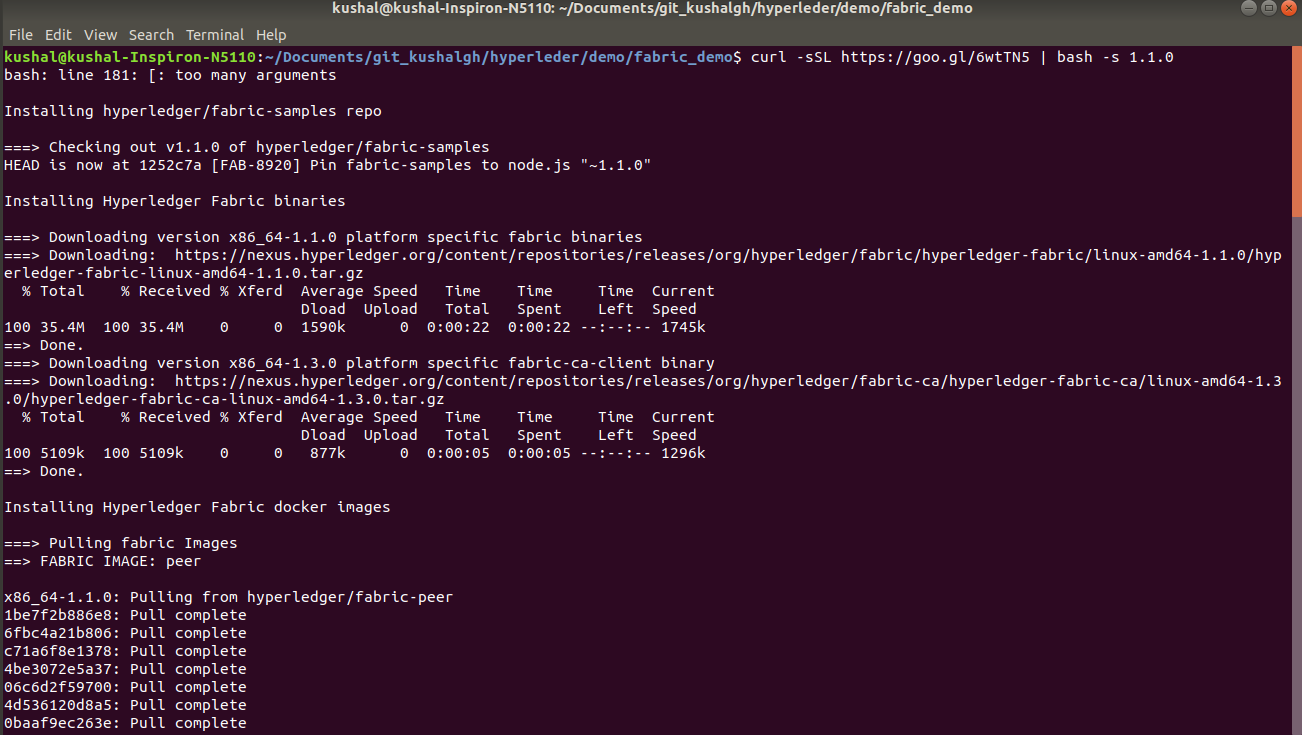 kushal@kushal-Inspiron-N5110: ~/Documents/git_kushalgh/hyperleder/demo/fabric_demo
File Edit View Search Terminal Help
kushal@kushal-Inspiron-N5110:~/Documents/git_kushalgh/hyperleder/demo/fabric_demo$ curl -sSL https://goo.gl/6wtTN5 | bash -s 1.1.0
bash: line 181: [: too many arguments
Installing hyperledger/fabric-samples repo
===> Checking out v1.1.0 of hyperledger/fabric-samples
HEAD is now at 1252c7a [FAB-8920] Pin fabric-samples to node.js "~1.1.0"
Installing Hyperledger Fabric binaries
===> Downloading version x86_64-1.1.0 platform specific fabric binaries
===> Downloading:  https://nexus.hyperledger.org/content/repositories/releases/org/hyperledger/fabric/hyperledger-fabric/linux-amd64-1.1.0/hyp
erledger-fabric-linux-amd64-1.1.0.tar.gz
  % Total    % Received % Xferd  Average Speed   Time    Time     Time  Current
                                 Dload  Upload   Total   Spent    Left  Speed
100 35.4M  100 35.4M    0     0  1590k      0  0:00:22  0:00:22 --:--:-- 1745k
==> Done.
===> Downloading version x86_64-1.3.0 platform specific fabric-ca-client binary
===> Downloading:  https://nexus.hyperledger.org/content/repositories/releases/org/hyperledger/fabric-ca/hyperledger-fabric-ca/linux-amd64-1.3
.0/hyperledger-fabric-ca-linux-amd64-1.3.0.tar.gz
  % Total    % Received % Xferd  Average Speed   Time    Time     Time  Current
                                 Dload  Upload   Total   Spent    Left  Speed
100 5109k  100 5109k    0     0   877k      0  0:00:05  0:00:05 --:--:-- 1296k
==> Done.
Installing Hyperledger Fabric docker images
===> Pulling fabric Images
==> FABRIC IMAGE: peer
x86_64-1.1.0: Pulling from hyperledger/fabric-peer
1be7f2b886e8: Pull complete
6fbc4a21b806: Pull complete
c71a6f8e1378: Pull complete
4be3072e5a37: Pull complete
06c6d2f59700: Pull complete
4d536120d8a5: Pull complete
0baaf9ec263e: Pull complete